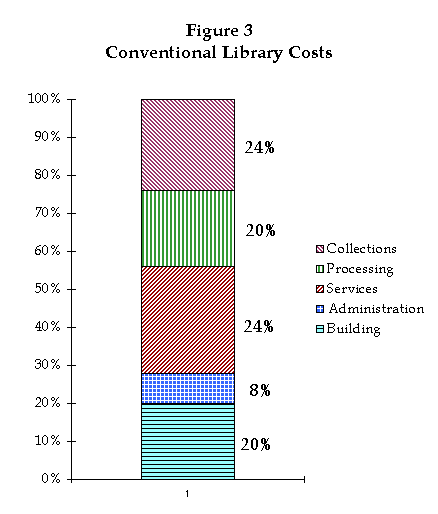 Figure 3
Conventional Library Costs
100%
90%
80%
70%
60%
50%
40%
30%
20%
10%
0%
24%
20%
24%
8%
20%
Collections
Processing
Services
Administration
Building
1